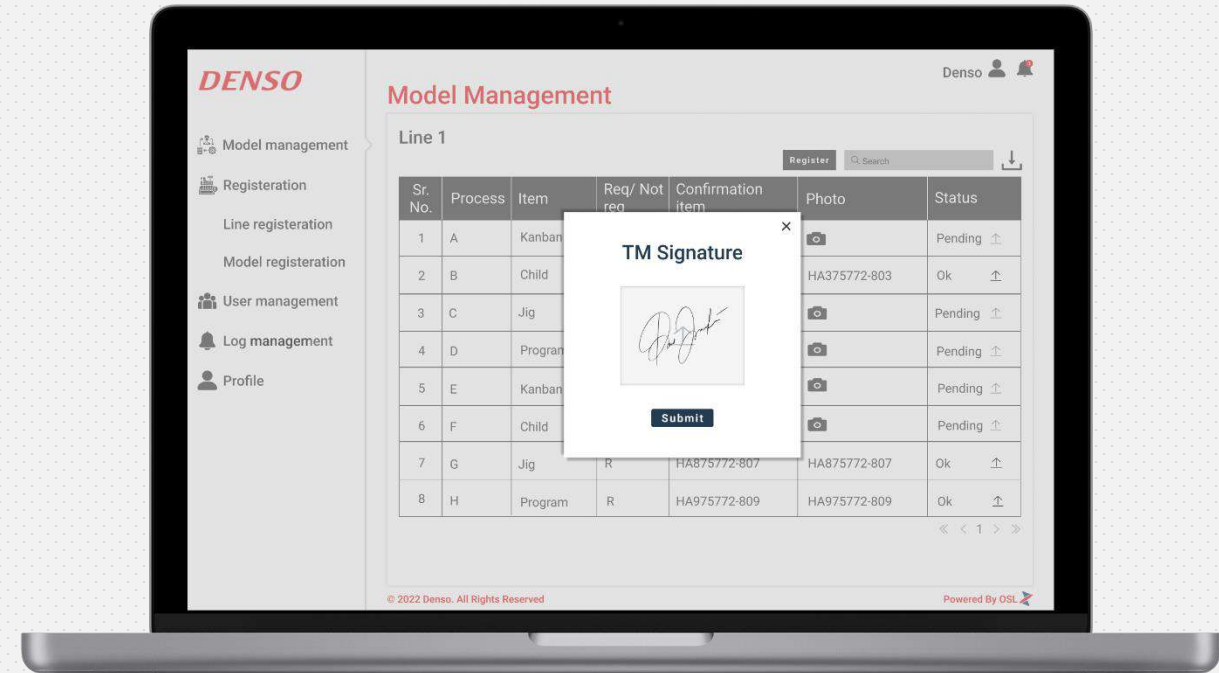 DENSO
Denso
Model Management
Model management
Registeration
Line registeration
Model registeration
User management
Log management
Profile
Line 1
Register
Search
Sr. No. Process Item Req/ Not req Confirmation item Photo Status
1 A Kanban Pending
2 B Child HA375772-803 Ok
3 C Jig Pending
4 D Program Pending
5 E Kanban Pending
6 F Child Pending
7 G Jig R HA875772-807 HA875772-807 Ok
8 H Program R HA975772-809 HA975772-809 Ok
TM Signature
Submit
« < 1 > »
© 2022 Denso. All Rights Reserved
Powered By OSL